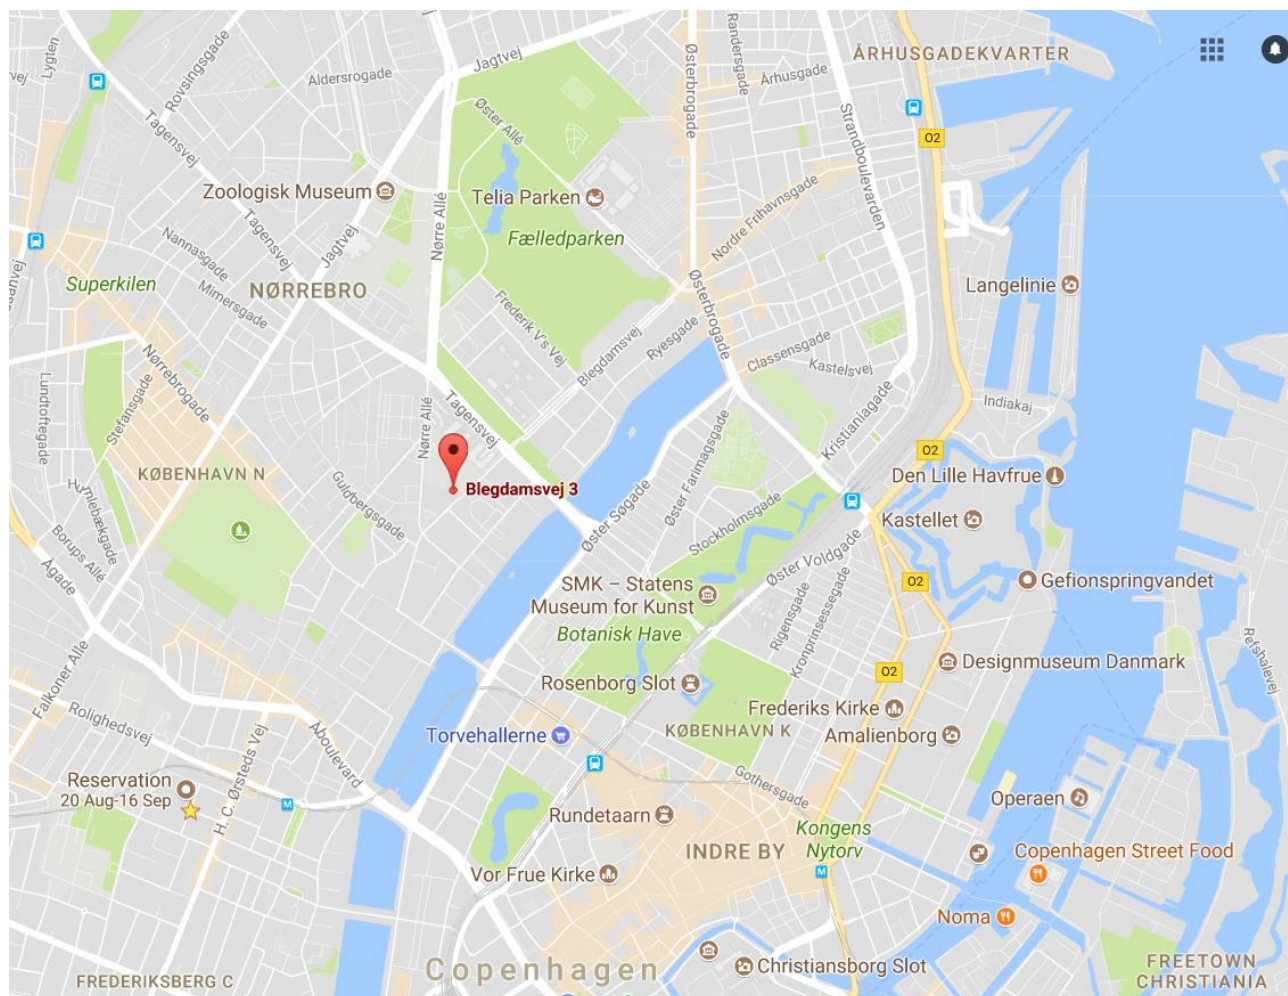 Lygten
Rovsingsgade
Aldersrogade
Jagtvej
Østerbrogade
Randersgade
Århusgade
ÅRHUSGADEKVARTER
Tagensvej
Øster Allé
Strandboulevarden
O2
Zoologisk Museum
Telia Parken
Fælledparken
Nordre Frihavnsgade
Nørre Allé
Jagtvej
Tagensvej
Nannasgade
Mimersgade
Superkilen
NØRREBRO
Langelinie
Frederik V's Vej
Blegdamsvej
Ryesgade
Østerbrogade
Classensgade
Kastelsvej
Nørrebrogade
Stefansgade
Lundtoftegade
Nørre Allé
Tagensvej
Kristianiagade
Indiakaj
O2
KØBENHAVN N
Guldbergsgade
Blegdamsvej 3
Øster Farimagsgade
Øster Søgade
Stockholmsgade
Den Lille Havfrue
Kastellet
Borups Allé
Ågade
Øster Voldgade
O2
Gefionspringvandet
SMK – Statens
Museum for Kunst
Botanisk Have
Rigensgade
Kronprinsessegade
Refshalevej
Designmuseum Danmark
O2
Falkoner Alle
Rolighedsvej
Rosenborg Slot
Frederiks Kirke
KØBENHAVN K
Amalienborg
Torvehallerne
Åboulevard
H. C. Ørsteds Vej
Gothersgade
Reservation
20 Aug-16 Sep
M
Operaen
Rundetaarn
INDRE BY
Kongens
Nytorv
Copenhagen Street Food
M
Vor Frue Kirke
Noma
Christiansborg Slot
Copenhagen
FREDERIKSBERG C
FREETOWN
CHRISTIANIA